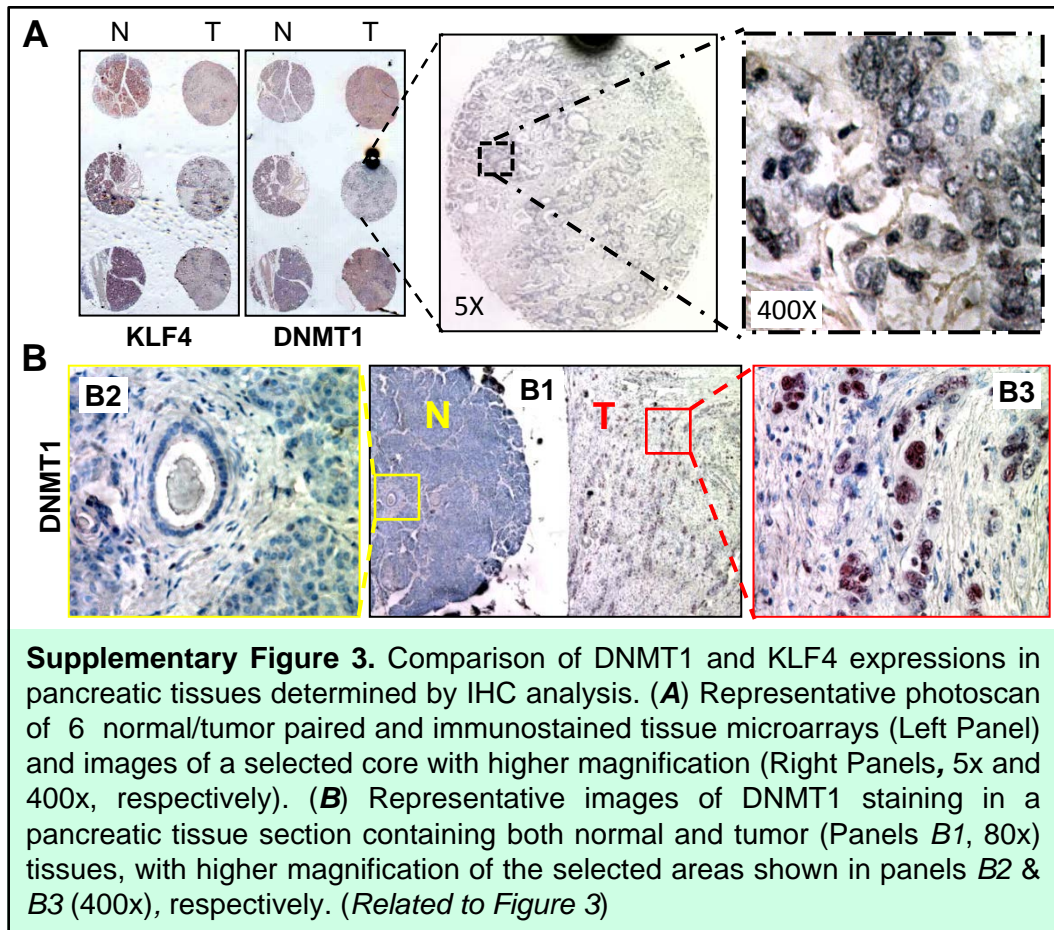 A
N T N T
5X
400X
KLF4 DNMT1
B
B2
N
B1
T
B3
DNMT1
Supplementary Figure 3. Comparison of DNMT1 and KLF4 expressions in
pancreatic tissues determined by IHC analysis. (A) Representative photoscan
of 6 normal/tumor paired and immunostained tissue microarrays (Left Panel)
and images of a selected core with higher magnification (Right Panels, 5x and
400x, respectively). (B) Representative images of DNMT1 staining in a
pancreatic tissue section containing both normal and tumor (Panels B1, 80x)
tissues, with higher magnification of the selected areas shown in panels B2 &
B3 (400x), respectively. (Related to Figure 3)